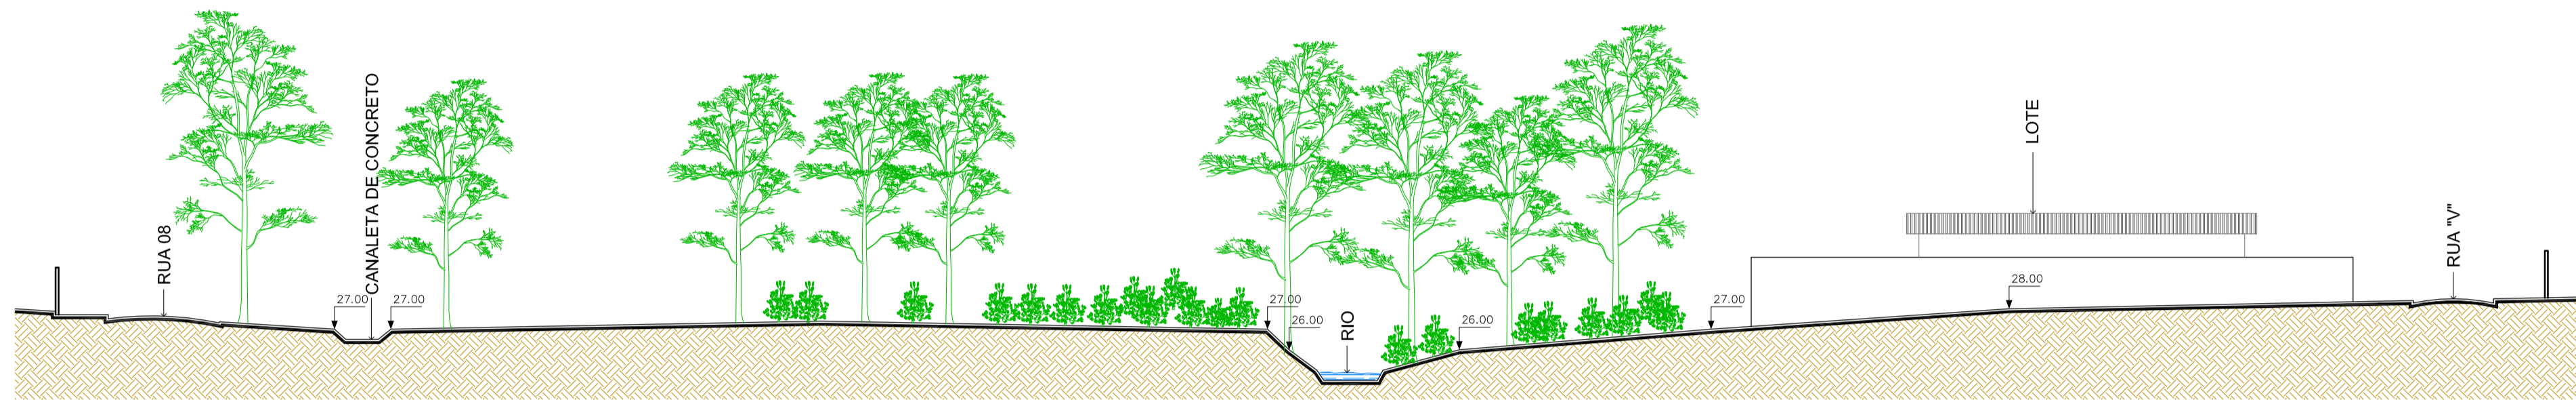 RUA 08
27.00
CANALETA DE CONCRETO
27.00
27.00
26.00
RIO
26.00
27.00
28.00
LOTE
RUA "V"